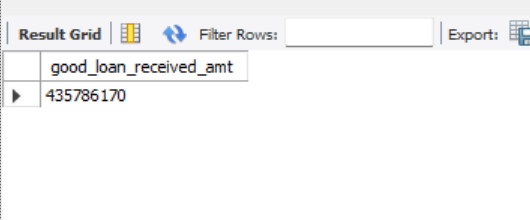 Result Grid Filter Rows: Export:
good_loan_received_amt
435786170